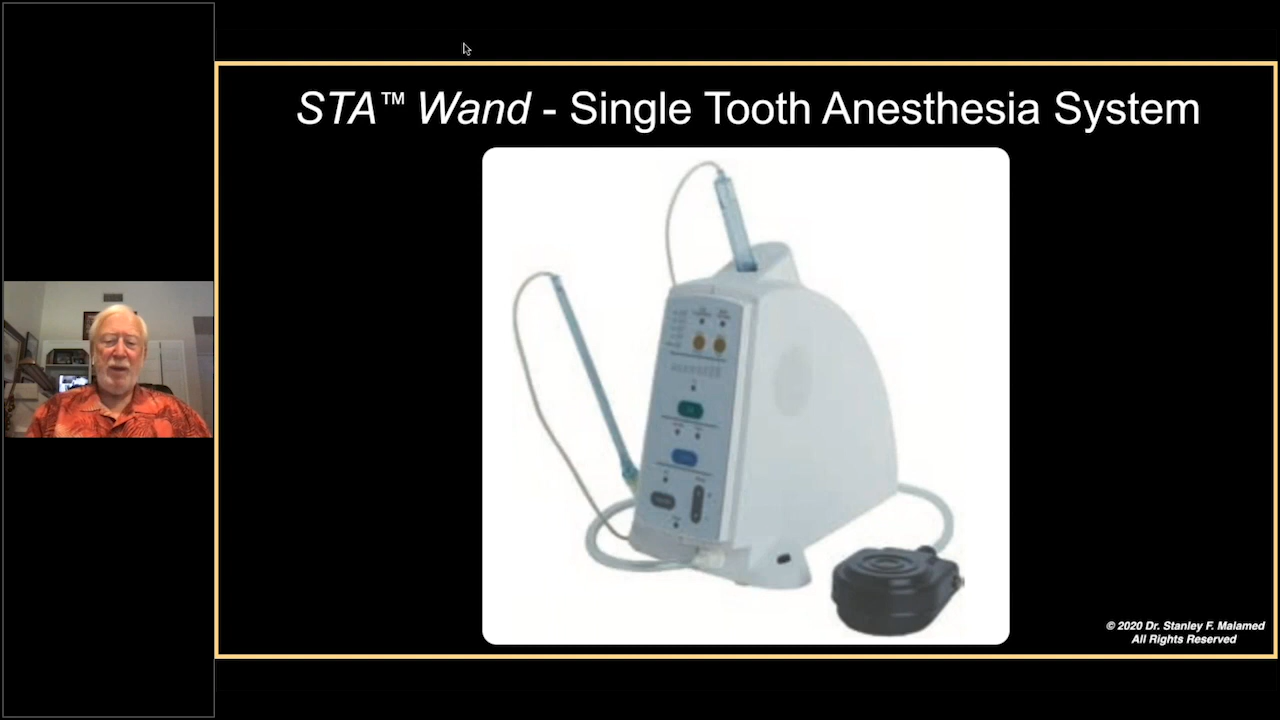 STA™ Wand - Single Tooth Anesthesia System
© 2020 Dr. Stanley F. Malamed
All Rights Reserved